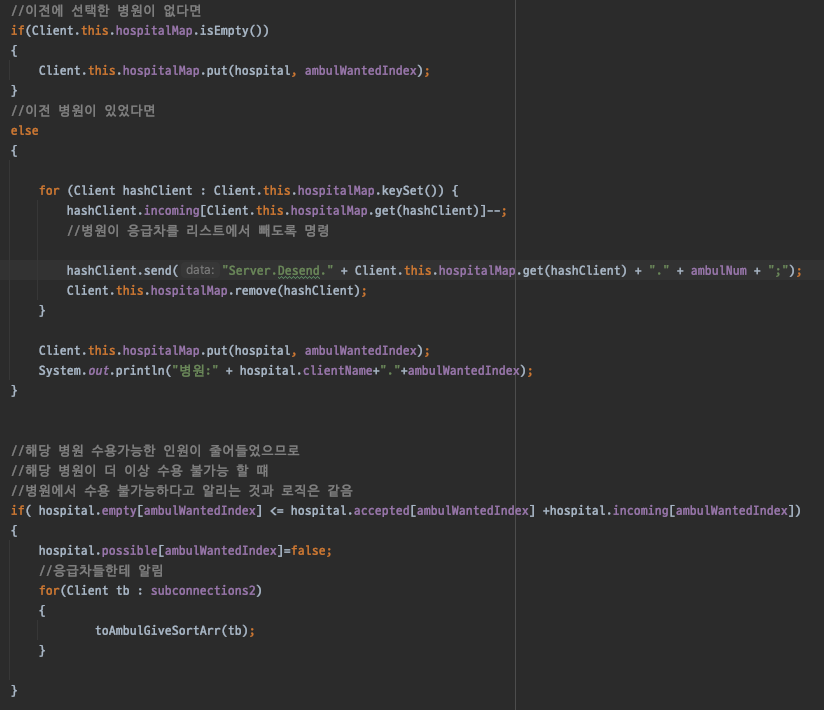 //이전에 선택한 병원이 없다면
if(Client.this.hospitalMap.isEmpty())
{
Client.this.hospitalMap.put(hospital, ambulWantedIndex);
}
//이전 병원이 있었다면
else
{
for (Client hashClient : Client.this.hospitalMap.keySet()) {
hashClient.incoming[Client.this.hospitalMap.get(hashClient)]--;
//병원이 응급차를 리스트에서 빼도록 명령
hashClient.send( data: "Server.Desend." + Client.this.hospitalMap.get(hashClient) + "." + ambulNum + ";");
Client.this.hospitalMap.remove(hashClient);
}
Client.this.hospitalMap.put(hospital, ambulWantedIndex);
System.out.println("병원:" + hospital.clientName+"."+ambulWantedIndex);
}
//해당 병원 수용가능한 인원이 줄어들었으므로
//해당 병원이 더 이상 수용 불가능 할 떄
//병원에서 수용 불가능하다고 알리는 것과 로직은 같음
if( hospital.empty[ambulWantedIndex] <= hospital.accepted[ambulWantedIndex] +hospital.incoming[ambulWantedIndex])
{
hospital.possible[ambulWantedIndex]=false;
//응급차들한테 알림
for(Client tb : subconnections2)
{
toAmbulGiveSortArr(tb);
}
}